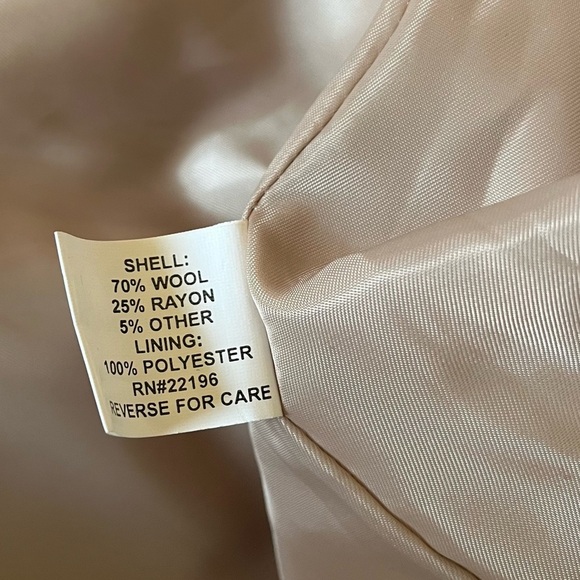 SHELL:
70% WOOL
25% RAYON
5% OTHER
LINING:
100% POLYESTER
RN#22196
REVERSE FOR CARE